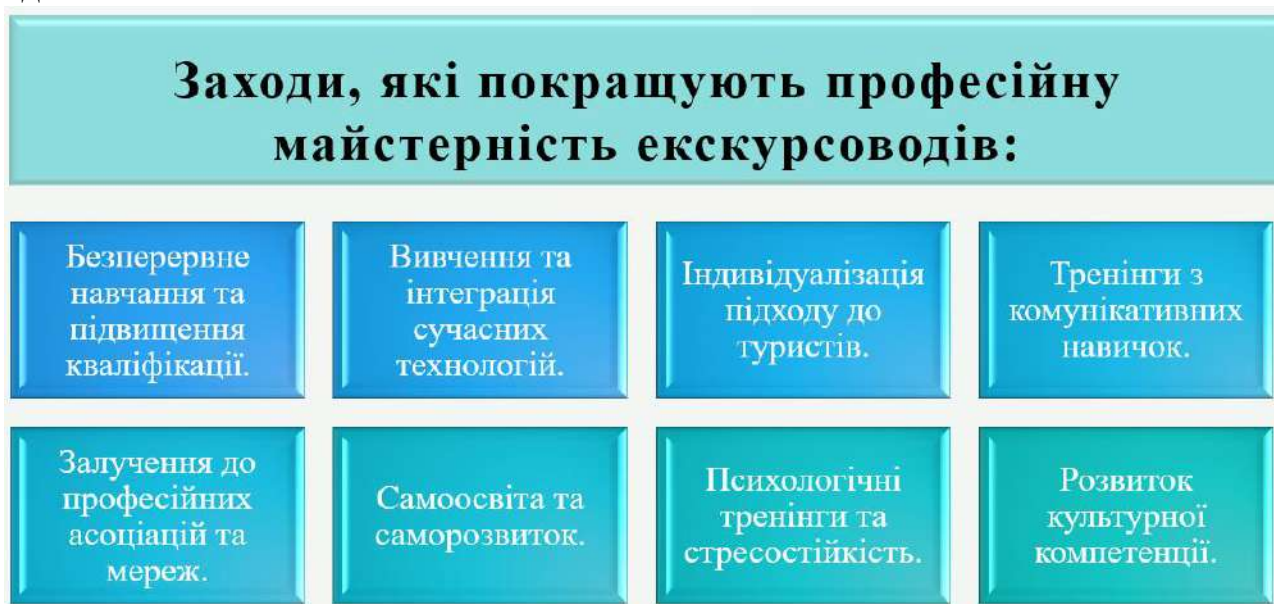 Заходи, які покращують професійну
майстерність екскурсоводів:
Безперервне
навчання та
підвищення
кваліфікації.
Вивчення та
інтеграція
сучасних
технологій.
Індивідуалізація
підходу до
туристів.
Тренінги з
комунікативних
навичок.
Залучення до
професійних
асоціацій та
мереж.
Самоосвіта та
саморозвиток.
Психологічні
тренінги та
стресостійкість.
Розвиток
культурної
компетенції.